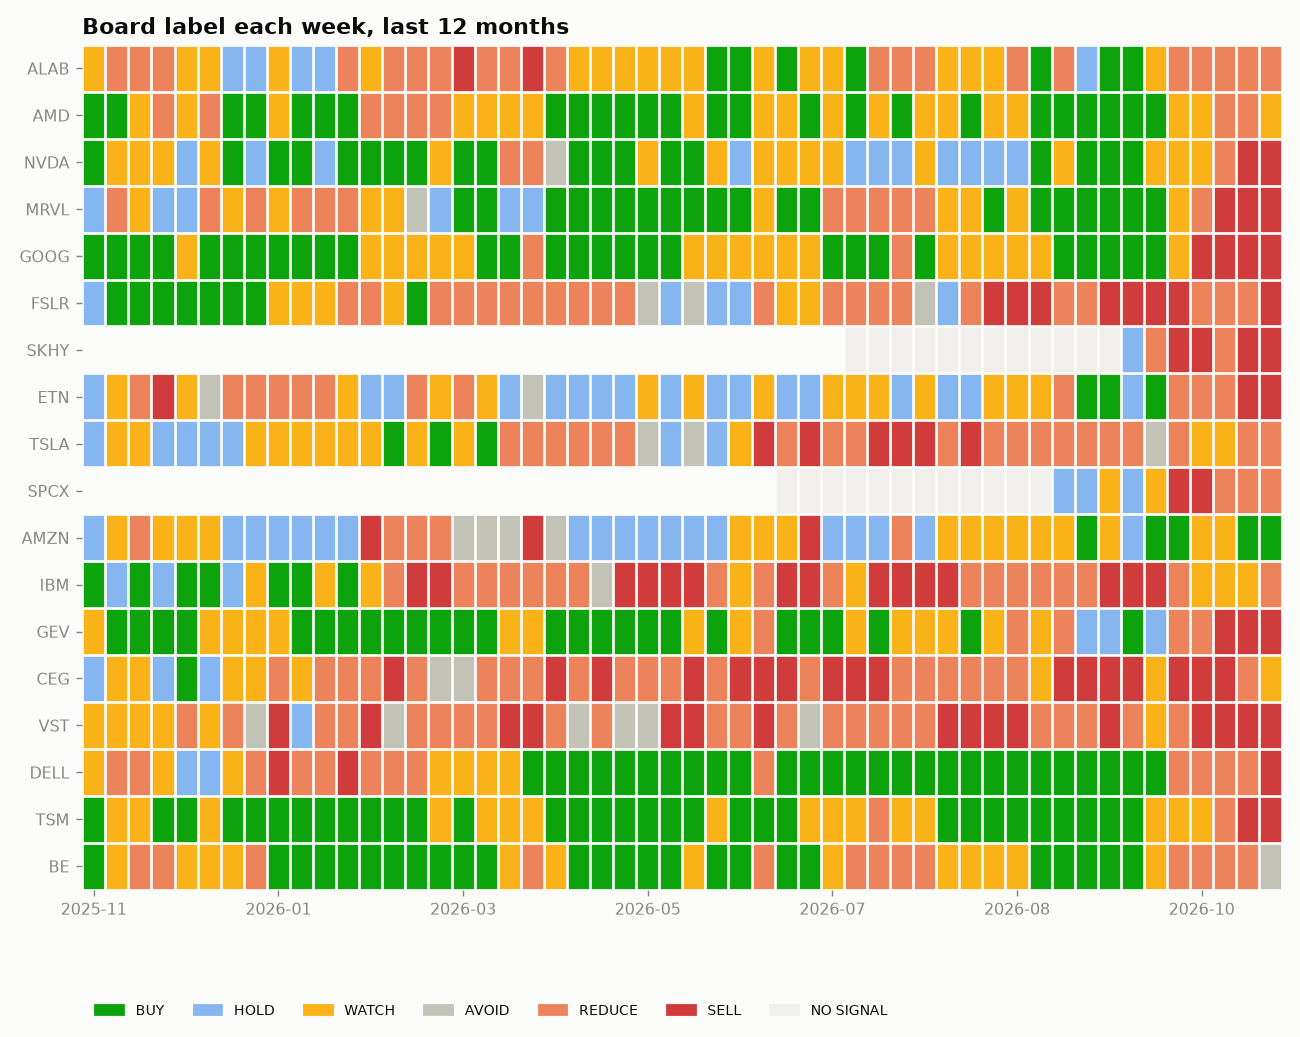 Board label each week, last 12 months
ALAB
AMD
NVDA
MRVL
GOOG
FSLR
SKHY
ETN
TSLA
SPCX
AMZN
IBM
GEV
CEG
VST
DELL
TSM
BE
2025-11 2026-01 2026-03 2026-05 2026-07 2026-08 2026-10
BUY HOLD WATCH AVOID REDUCE SELL NO SIGNAL